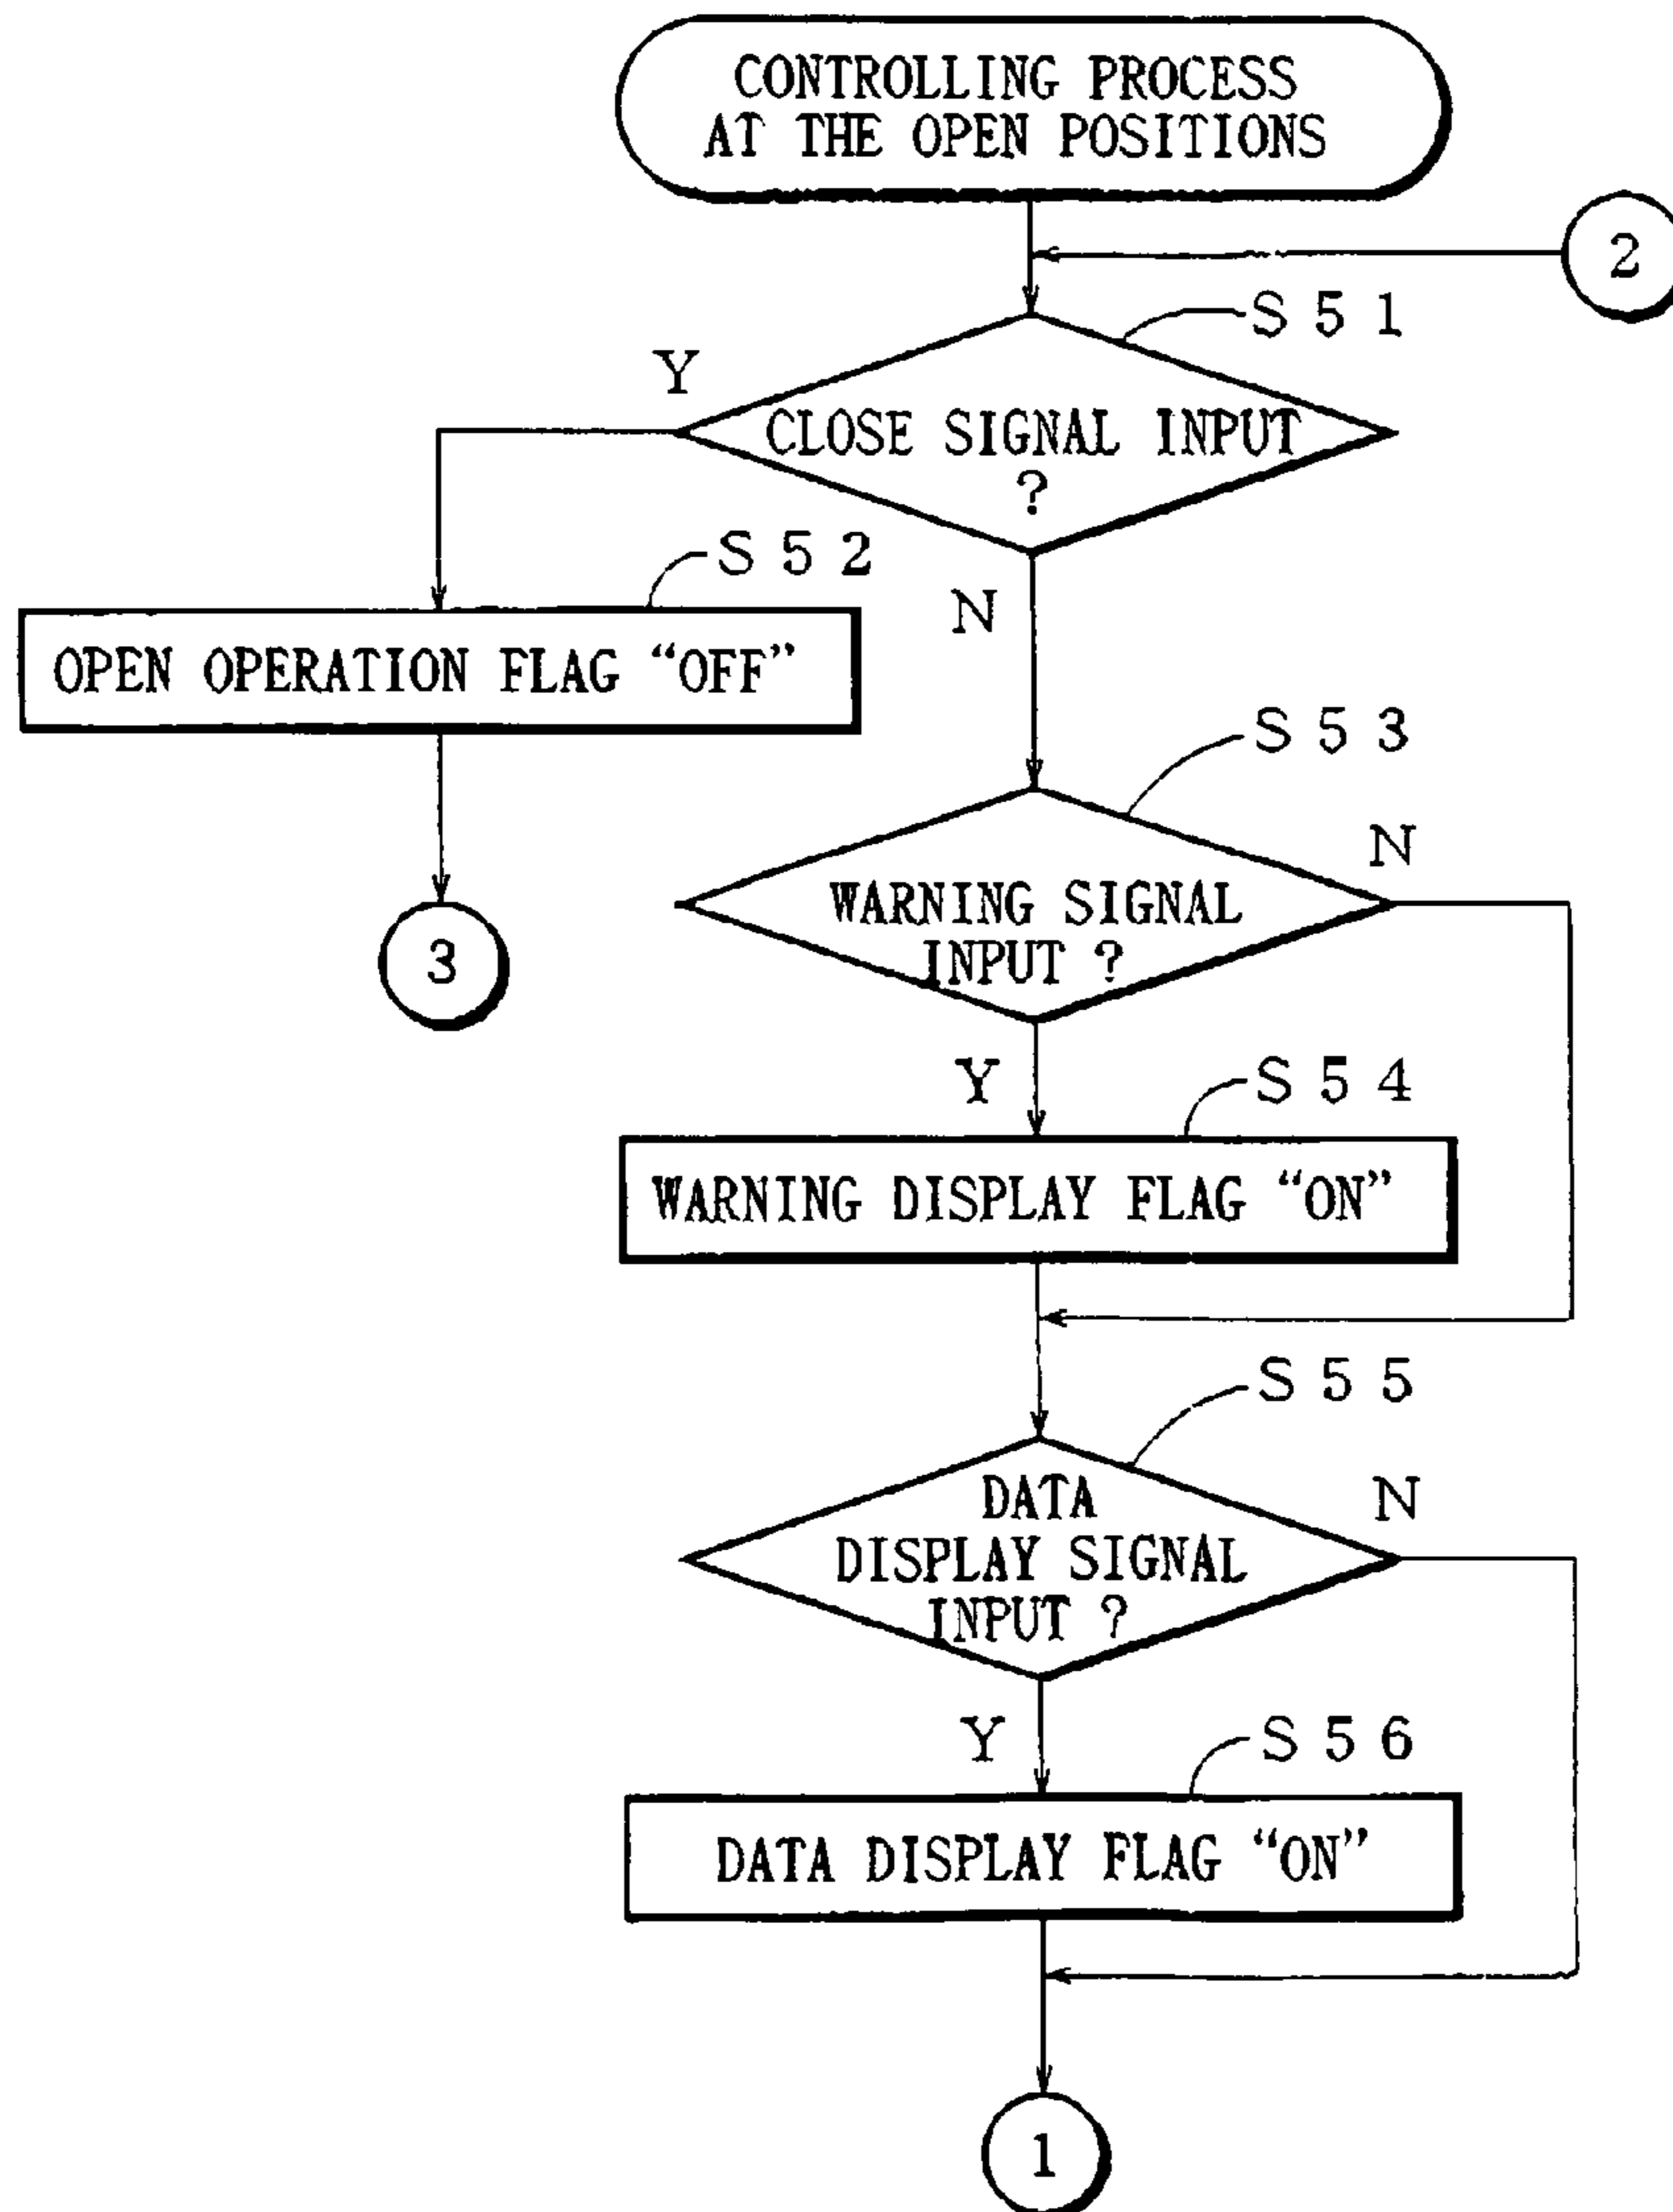 CONTROLLING PROCESS
AT THE OPEN POSITIONS
2
S 5 1
Y
CLOSE SIGNAL INPUT
?
S 5 2
N
OPEN OPERATION FLAG “OFF”
S 5 3
N
WARNING SIGNAL
INPUT ?
3
Y
S 5 4
WARNING DISPLAY FLAG “ON”
S 5 5
N
DATA
DISPLAY SIGNAL
INPUT ?
Y
S 5 6
DATA DISPLAY FLAG “ON”
1